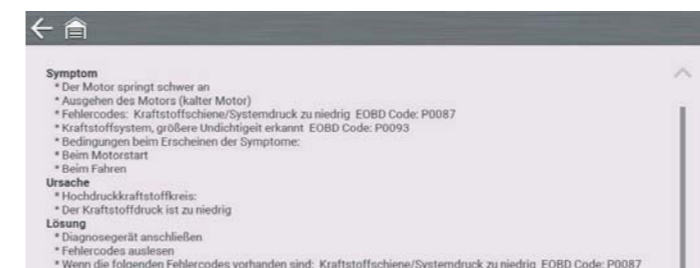 Symptom
* Der Motor springt schwer an
* Ausgehen des Motors (kalter Motor)
* Fehlercodes: Kraftstoffschiene/Systemdruck zu niedrig EOBD Code: P0087
* Kraftstoffsystem, größere Undichtigeit erkannt EOBD Code: P0093
* Bedingungen beim Erscheinen der Symptome:
* Beim Motorstart
* Beim Fahren
Ursache
* Hochdruckkraftstoffkreis:
* Der Kraftstoffdruck ist zu niedrig
Lösung
* Diagnosegerät anschließen
* Fehlercodes auslesen
* Wenn die folgenden Fehlercodes vorhanden sind: Kraftstoffschiene/Systemdruck zu niedrig EOBD Code: P0087